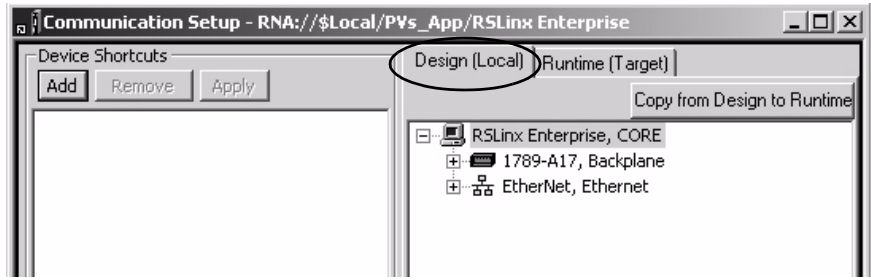 Communication Setup - RNA://$Local/PVs_App/RSLinx Enterprise
Device Shortcuts
Add Remove Apply
Design (Local) Runtime (Target)
Copy from Design to Runtime
RSLinx Enterprise, CORE
1789-A17, Backplane
EtherNet, Ethernet